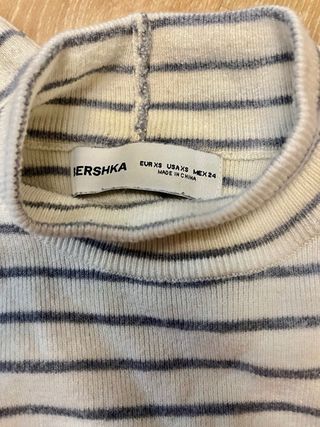 BERSHKA
EUR XS USA XS MEX 24
MADE IN CHINA